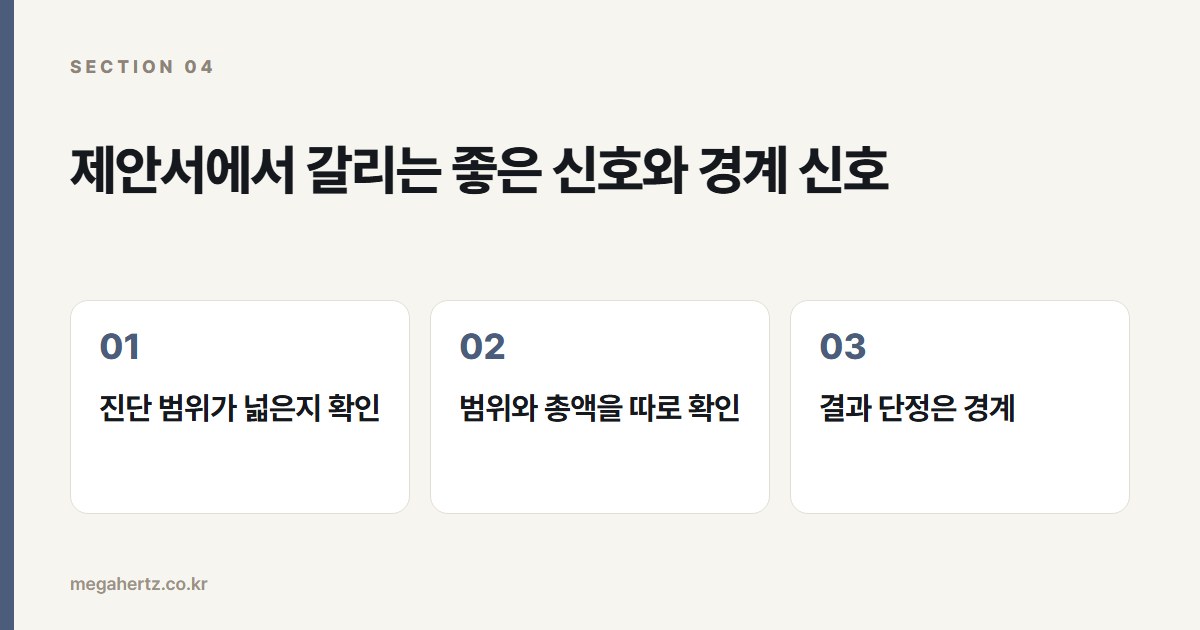 SECTION 04
제안서에서 갈리는 좋은 신호와 경계 신호
01
진단 범위가 넓은지 확인
02
범위와 총액을 따로 확인
03
결과 단정은 경계
megahertz.co.kr